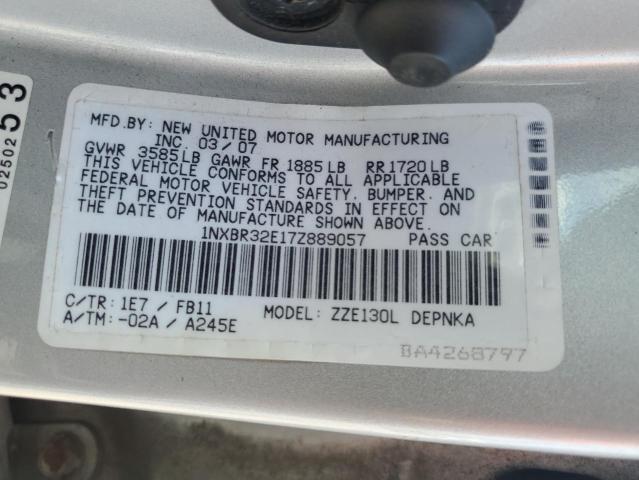 MFD.BY: NEW UNITED MOTOR MANUFACTURING
INC. 03/07
GVWR 3585LB GAWR FR 1885LB RR1720LB
THIS VEHICLE CONFORMS TO ALL APPLICABLE
FEDERAL MOTOR VEHICLE SAFETY, BUMPER, AND
THEFT PREVENTION STANDARDS IN EFFECT ON
THE DATE OF MANUFACTURE SHOWN ABOVE.
1NXBR32E17Z889057 PASS CAR
C/TR: 1E7 / FB11 MODEL: ZZE130L DEPNKA
A/TM: -02A / A245E
BA4268797
0250253